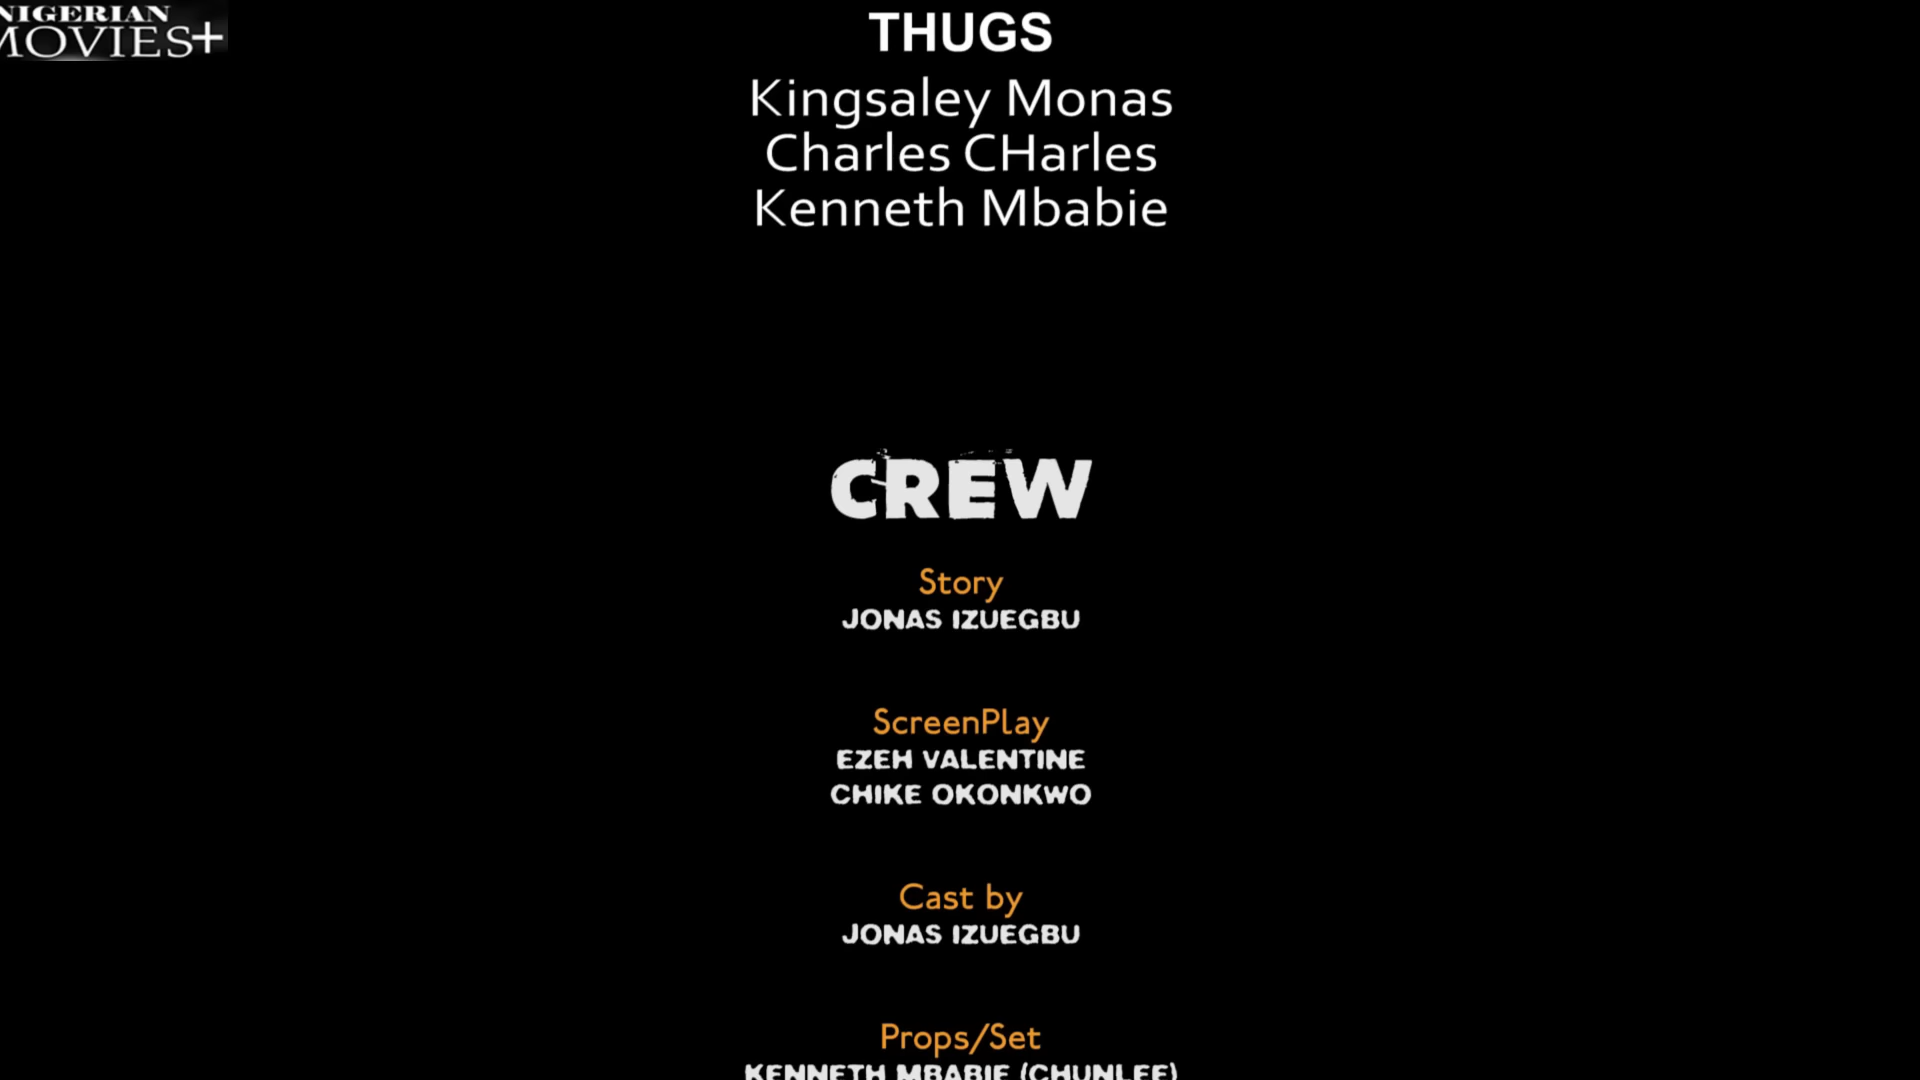 NIGERIAN
MOVIES+
THUGS
Kingsaley Monas
Charles CHarles
Kenneth Mbabie
CREW
Story
JONAS IZUEGBU
ScreenPlay
EZEH VALENTINE
CHIKE OKONKWO
Cast by
JONAS IZUEGBU
Props/Set
KENNETH MBABIE (CHUNLEE)